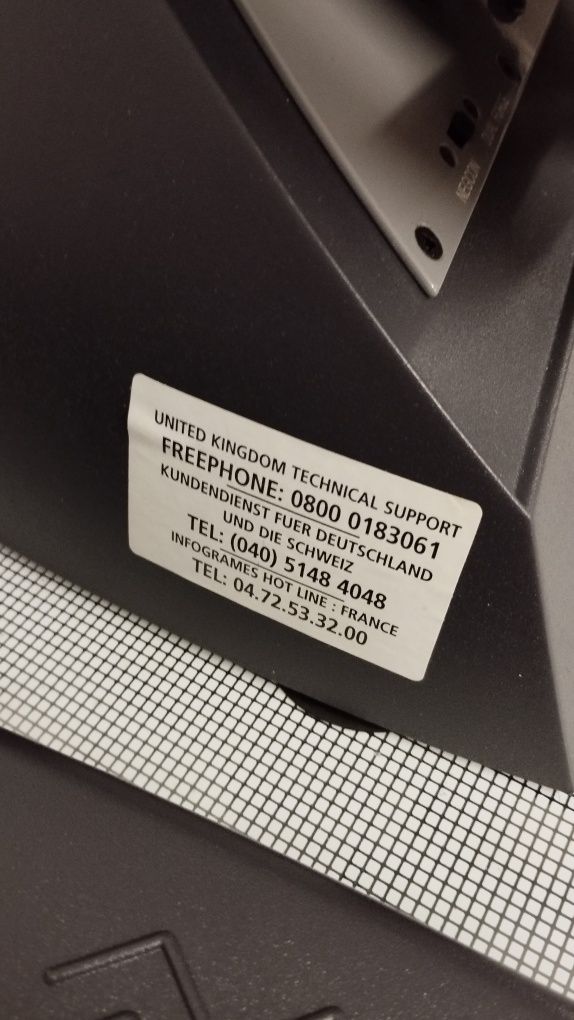 NEGCON
UNITED KINGDOM TECHNICAL SUPPORT
FREEPHONE: 0800 0183061
KUNDENDIENST FUER DEUTSCHLAND
UND DIE SCHWEIZ
TEL: (040) 5148 4048
INFOGRAMES HOT LINE : FRANCE
TEL: 04.72.53.32.00